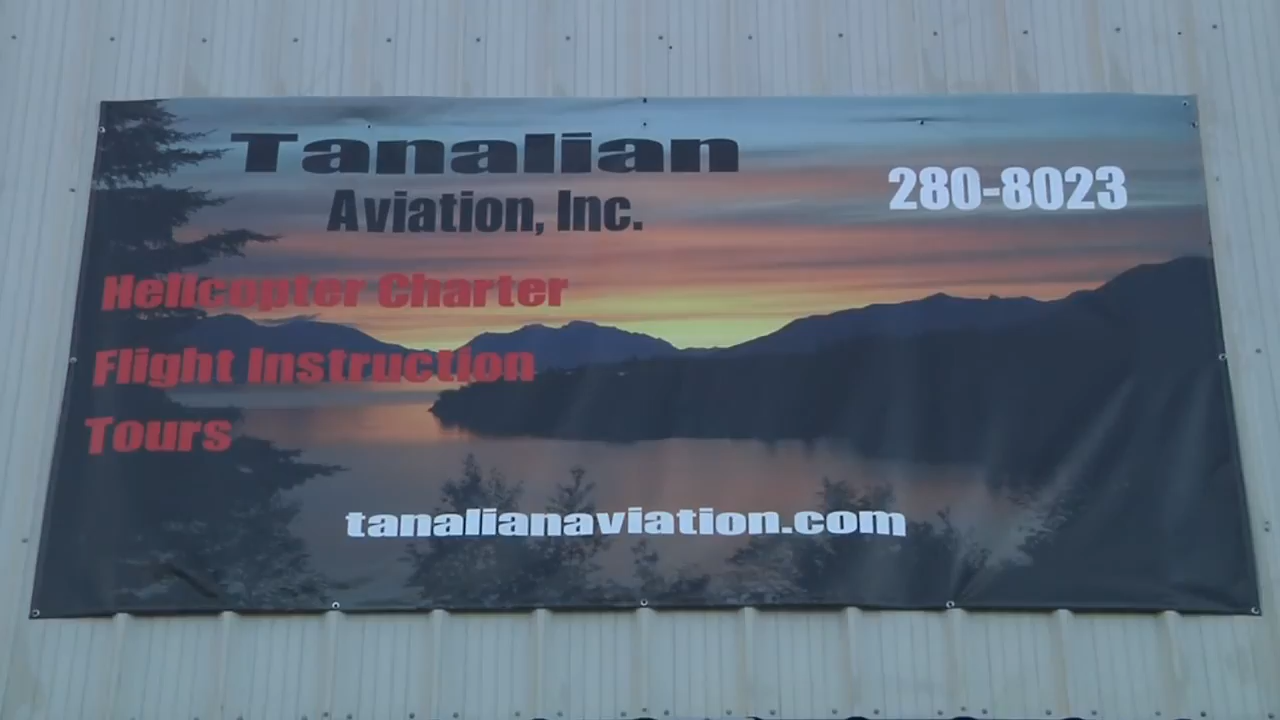 Tanalian
Aviation, Inc.
280-8023
Helicopter Charter
Flight Instruction
Tours
tanalianaviation.com